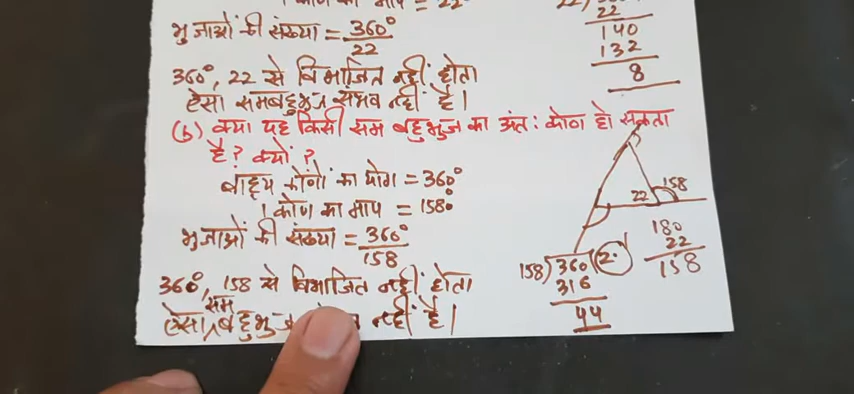 1 कोण का माप = 22°
भुजाओं की संख्या = 360°/22
22
140
132
8
360°, 22 से विभाजित नहीं होता
ऐसा समबहुभुज संभव नहीं है।
(b) क्या यह किसी सम बहुभुज का अंत: कोण हो सकता
है? क्यों?
बाह्य कोणों का योग = 360°
1 कोण का माप = 158°
भुजाओं की संख्या = 360°/158
22 158
180
22
158
158) 360 (2.
316
44
360°, 158 से विभाजित नहीं होता
ऐसा सम बहुभुज नहीं है।